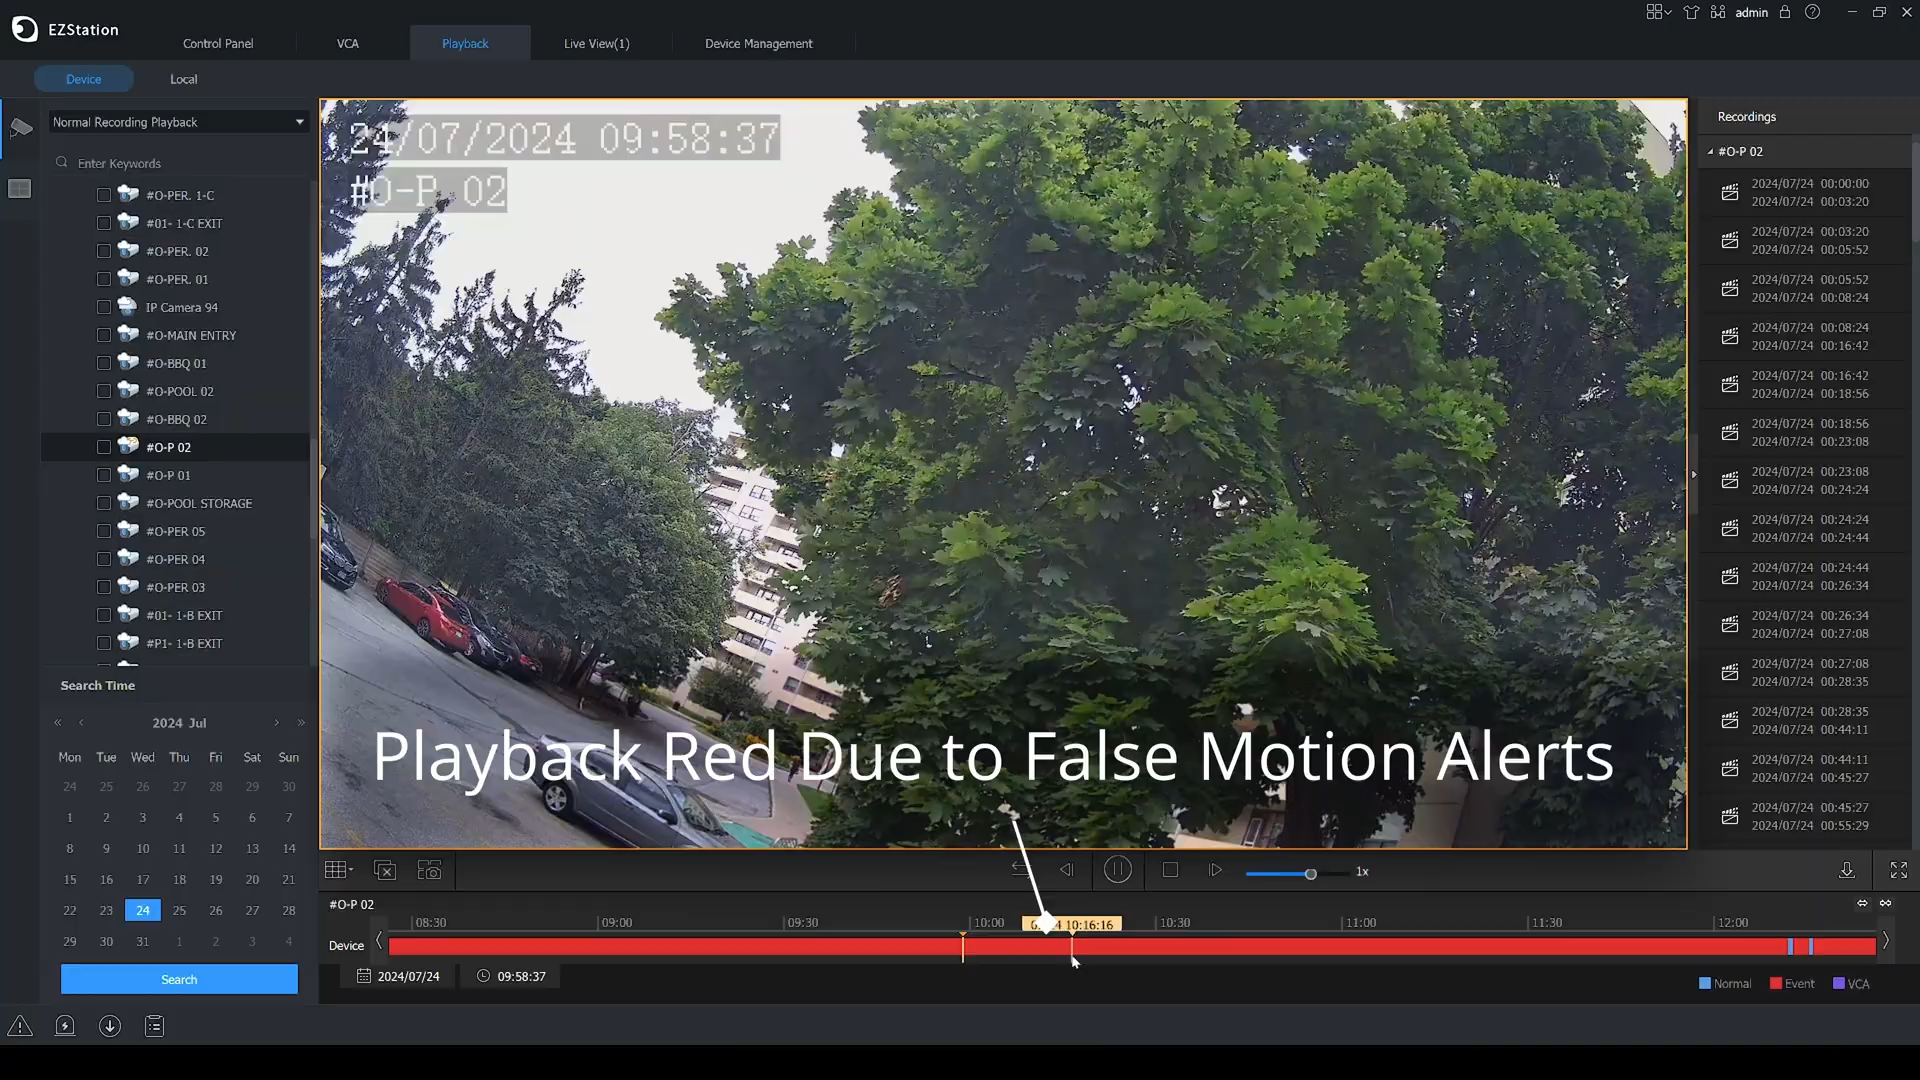 EZStation
admin
Control Panel
VCA
Playback
Live View(1)
Device Management
Device
Local
Normal Recording Playback
Enter Keywords
#O-PER. 1-C
#01- 1-C EXIT
#O-PER. 02
#O-PER. 01
IP Camera 94
#O-MAIN ENTRY
#O-BBQ 01
#O-POOL 02
#O-BBQ 02
#O-P 02
#O-P 01
#O-POOL STORAGE
#O-PER 05
#O-PER 04
#O-PER 03
#01- 1-B EXIT
#P1- 1-B EXIT
Search Time
« ‹ 2024 Jul › »
Mon Tue Wed Thu Fri Sat Sun
24 25 26 27 28 29 30
1 2 3 4 5 6 7
8 9 10 11 12 13 14
15 16 17 18 19 20 21
22 23 24 25 26 27 28
29 30 31 1 2 3 4
Search
24/07/2024 09:58:37
#O-P 02
Playback Red Due to False Motion Alerts
1x
#O-P 02
08:30 09:00 09:30 10:00 10:16:16 10:30 11:00 11:30 12:00
Device
2024/07/24 09:58:37
Normal Event VCA
Recordings
#O-P 02
2024/07/24 00:00:00
2024/07/24 00:03:20
2024/07/24 00:03:20
2024/07/24 00:05:52
2024/07/24 00:05:52
2024/07/24 00:08:24
2024/07/24 00:08:24
2024/07/24 00:16:42
2024/07/24 00:16:42
2024/07/24 00:18:56
2024/07/24 00:18:56
2024/07/24 00:23:08
2024/07/24 00:23:08
2024/07/24 00:24:24
2024/07/24 00:24:24
2024/07/24 00:24:44
2024/07/24 00:24:44
2024/07/24 00:26:34
2024/07/24 00:26:34
2024/07/24 00:27:08
2024/07/24 00:27:08
2024/07/24 00:28:35
2024/07/24 00:28:35
2024/07/24 00:44:11
2024/07/24 00:44:11
2024/07/24 00:45:27
2024/07/24 00:45:27
2024/07/24 00:55:29